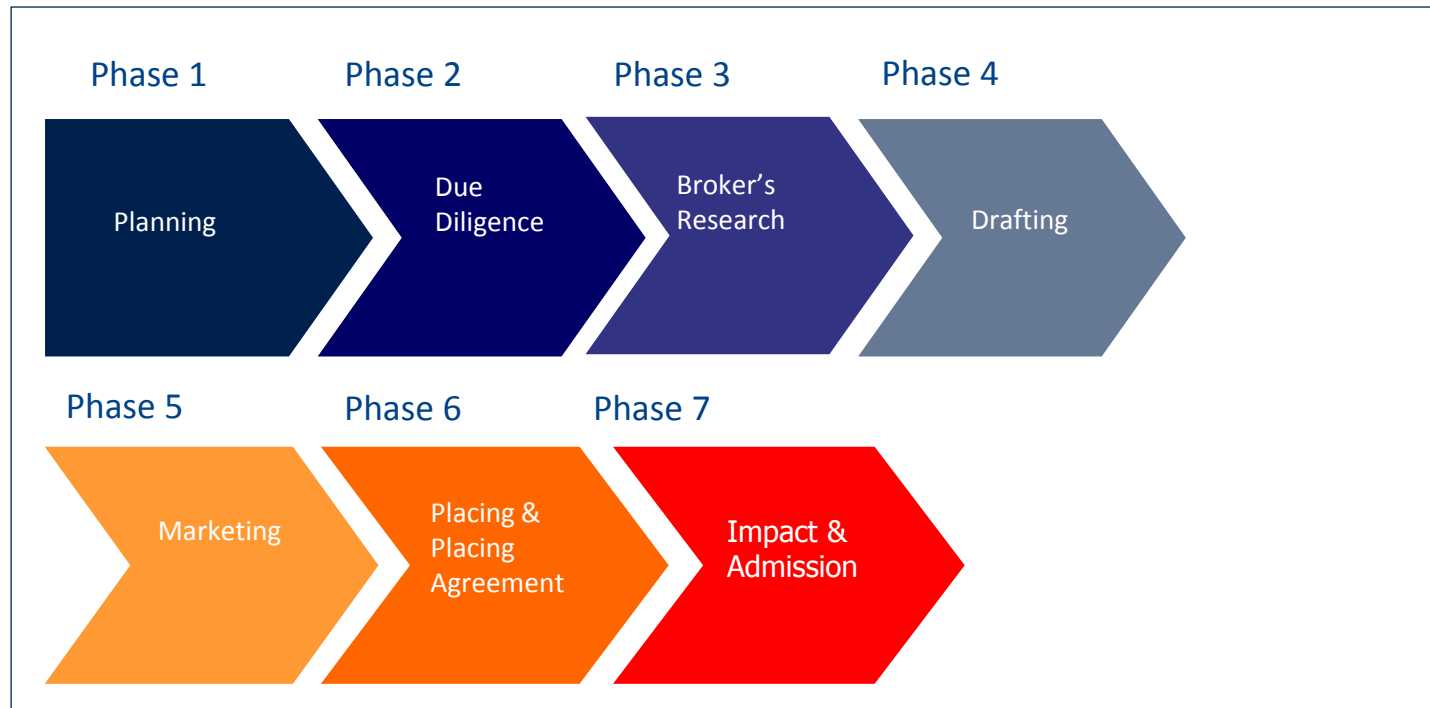 Phase 1
Phase 2
Phase 3
Phase 4
Planning
Due
Diligence
Broker’s
Research
Drafting
Phase 5
Phase 6
Phase 7
Marketing
Placing &
Placing
Agreement
Impact &
Admission